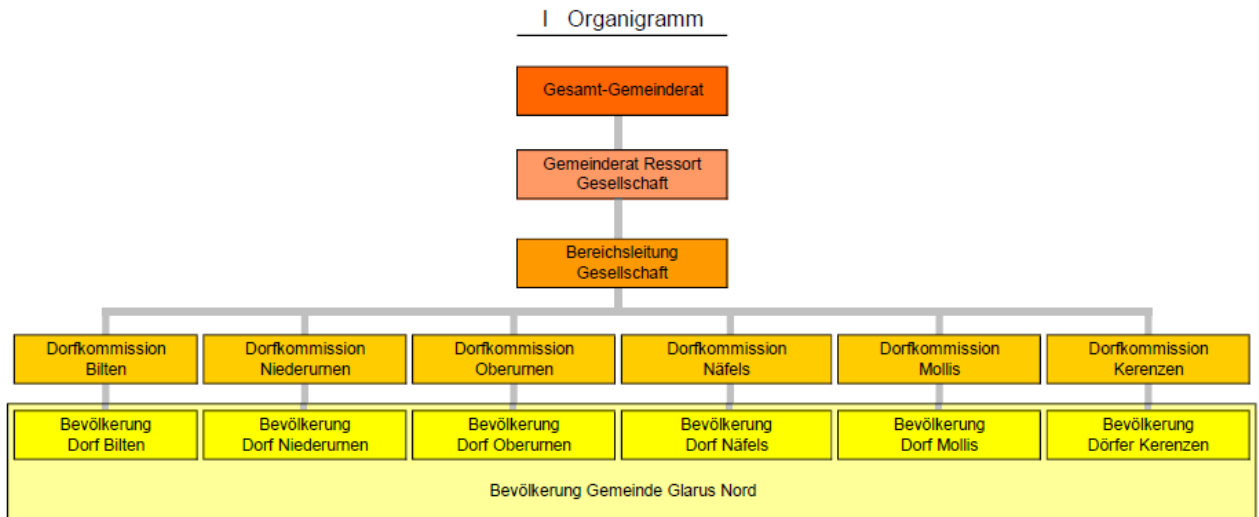 I Organigramm
Gesamt-Gemeinderat
Gemeinderat Ressort
Gesellschaft
Bereichsleitung
Gesellschaft
Dorfkommission
Bilten
Dorfkommission
Niederurnen
Dorfkommission
Oberurnen
Dorfkommission
Näfels
Dorfkommission
Mollis
Dorfkommission
Kerenzen
Bevölkerung
Dorf Bilten
Bevölkerung
Dorf Niederurnen
Bevölkerung
Dorf Oberurnen
Bevölkerung
Dorf Näfels
Bevölkerung
Dorf Mollis
Bevölkerung
Dörfer Kerenzen
Bevölkerung Gemeinde Glarus Nord